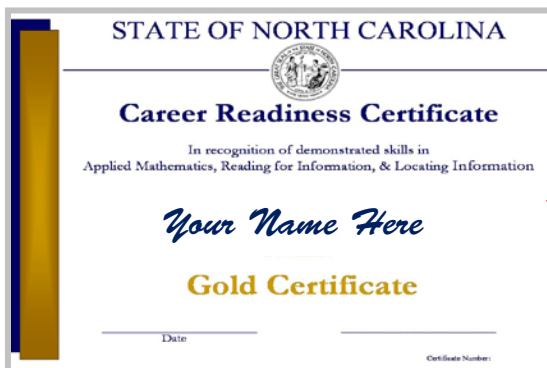 STATE OF NORTH CAROLINA
Career Readiness Certificate
In recognition of demonstrated skills in
Applied Mathematics, Reading for Information, & Locating Information
Your Name Here
Gold Certificate
Date
Certificate Number: